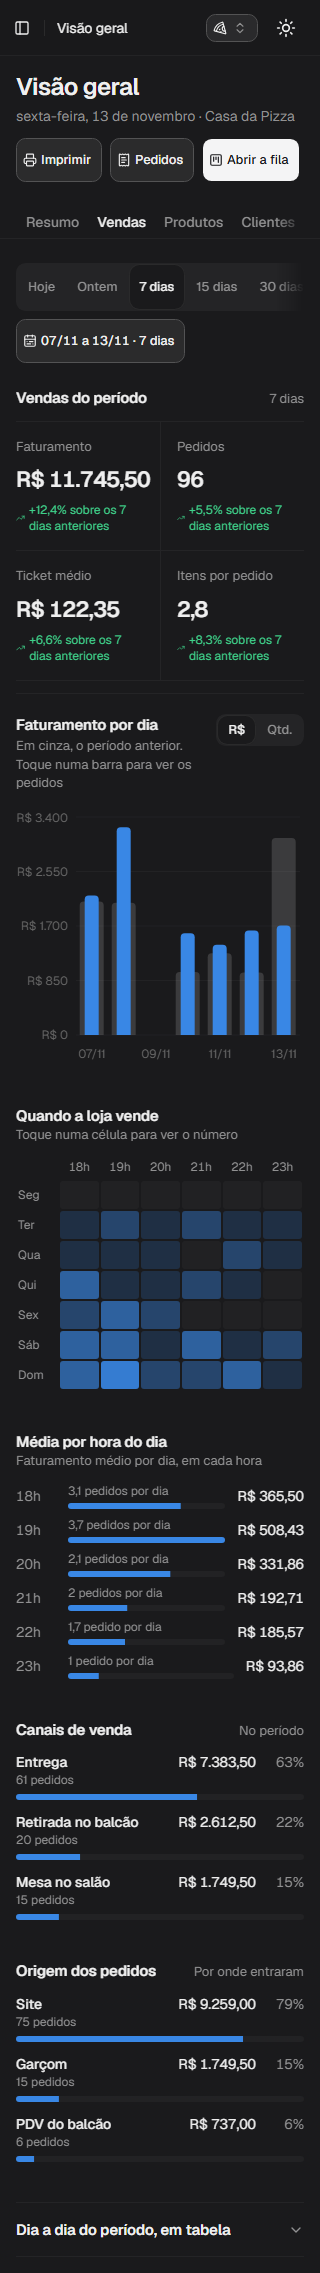 Visão geral
Visão geral
sexta-feira, 13 de novembro · Casa da Pizza
Imprimir
Pedidos
Abrir a fila
Resumo Vendas Produtos Clientes
Hoje Ontem 7 dias 15 dias 30 dias
07/11 a 13/11 · 7 dias
Vendas do período 7 dias
Faturamento Pedidos
R$ 11.745,50 96
+12,4% sobre os 7 +5,5% sobre os 7
dias anteriores dias anteriores
Ticket médio Itens por pedido
R$ 122,35 2,8
+6,6% sobre os 7 +8,3% sobre os 7
dias anteriores dias anteriores
Faturamento por dia R$ Qtd.
Em cinza, o período anterior.
Toque numa barra para ver os
pedidos
R$ 3.400
R$ 2.550
R$ 1.700
R$ 850
R$ 0
07/11 09/11 11/11 13/11
Quando a loja vende
Toque numa célula para ver o número
18h 19h 20h 21h 22h 23h
Seg
Ter
Qua
Qui
Sex
Sáb
Dom
Média por hora do dia
Faturamento médio por dia, em cada hora
18h 3,1 pedidos por dia R$ 365,50
19h 3,7 pedidos por dia R$ 508,43
20h 2,1 pedidos por dia R$ 331,86
21h 2 pedidos por dia R$ 192,71
22h 1,7 pedido por dia R$ 185,57
23h 1 pedido por dia R$ 93,86
Canais de venda No período
Entrega R$ 7.383,50 63%
61 pedidos
Retirada no balcão R$ 2.612,50 22%
20 pedidos
Mesa no salão R$ 1.749,50 15%
15 pedidos
Origem dos pedidos Por onde entraram
Site R$ 9.259,00 79%
75 pedidos
Garçom R$ 1.749,50 15%
15 pedidos
PDV do balcão R$ 737,00 6%
6 pedidos
Dia a dia do período, em tabela